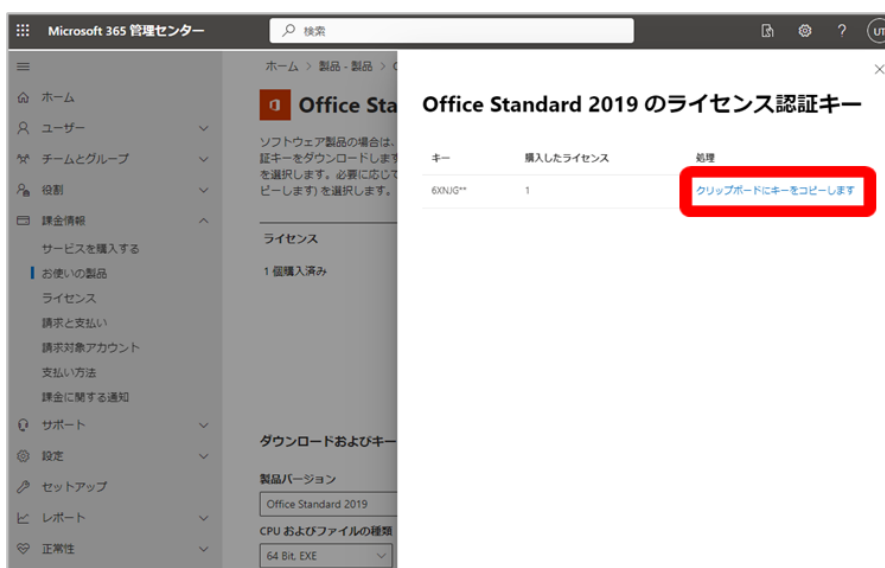 Microsoft 365 管理センター
検索
?
UT
ホーム
ユーザー
チームとグループ
役割
課金情報
サービスを購入する
お使いの製品
ライセンス
請求と支払い
請求対象アカウント
支払い方法
課金に関する通知
サポート
設定
セットアップ
レポート
正常性
ホーム > 製品 - 製品 >
Office Sta
ソフトウェア製品の場合は、
証キーをダウンロードします
を選択します。必要に応じて
ピーします) を選択します。
ライセンス
1 個購入済み
ダウンロードおよびキー
製品バージョン
Office Standard 2019
CPU およびファイルの種類
64 Bit, EXE
Office Standard 2019 のライセンス認証キー
キー 購入したライセンス 処理
6XNJG** 1 クリップボードにキーをコピーします